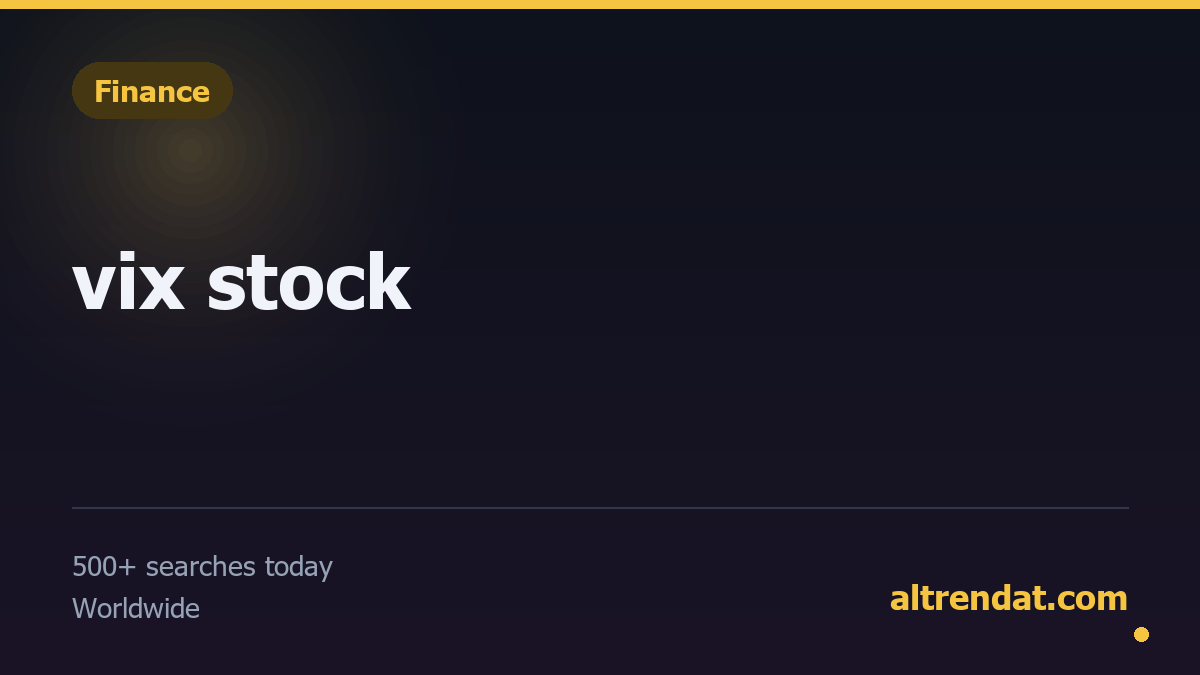 Finance
vix stock
500+ searches today
Worldwide
altrendat.com